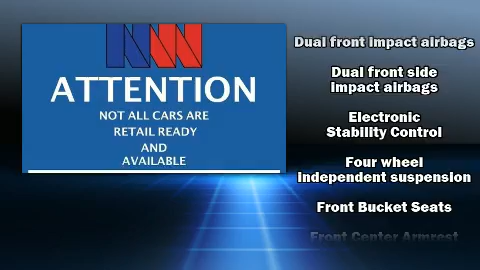 ATTENTION
NOT ALL CARS ARE
RETAIL READY
AND
AVAILABLE
Dual front impact airbags
Dual front side
impact airbags
Electronic
Stability Control
Four wheel
independent suspension
Front Bucket Seats
Front Center Armrest